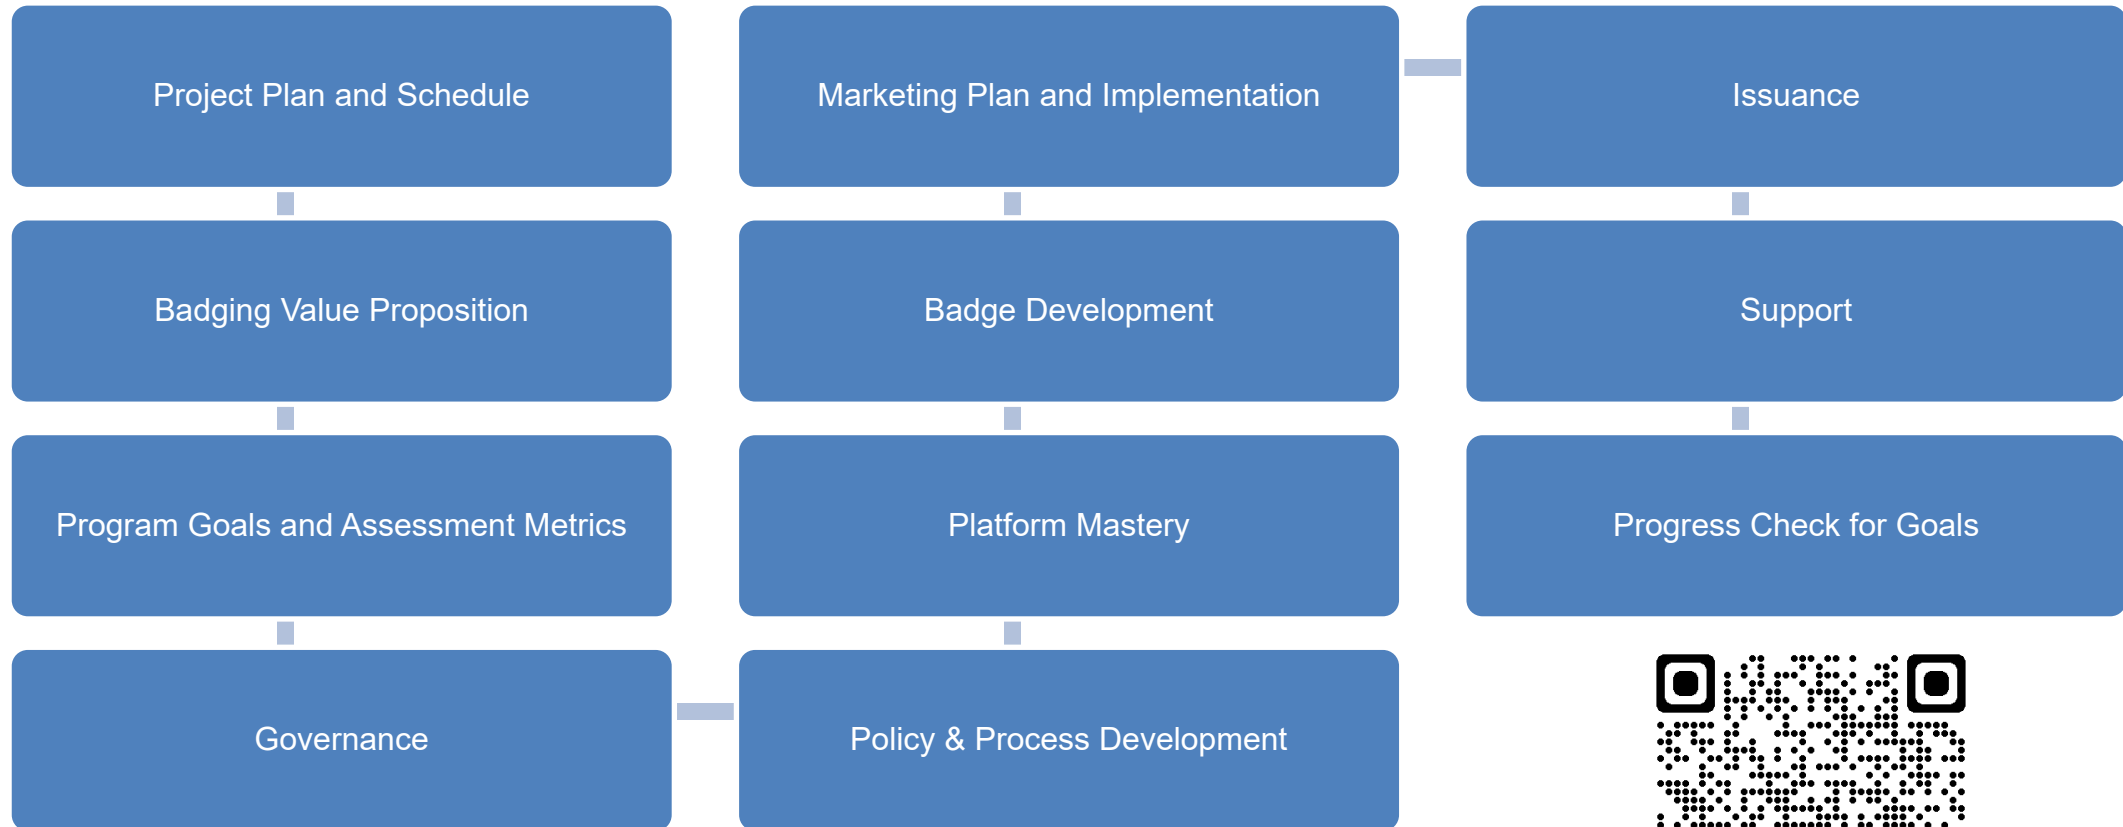 Project Plan and Schedule
Badging Value Proposition
Program Goals and Assessment Metrics
Governance
Policy & Process Development
Platform Mastery
Badge Development
Marketing Plan and Implementation
Issuance
Support
Progress Check for Goals